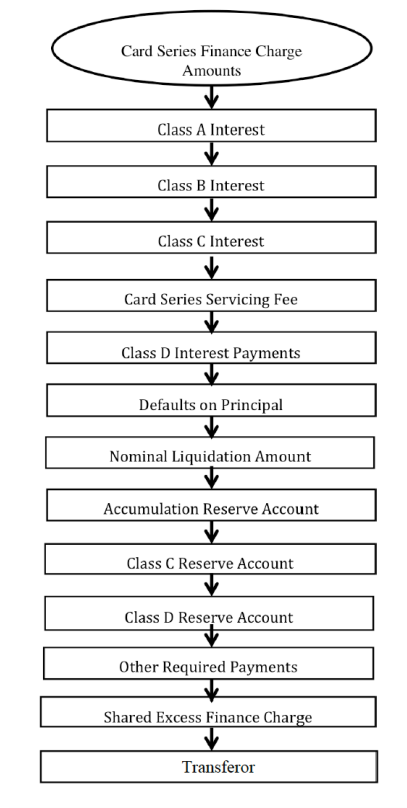 Card Series Finance Charge
Amounts
Class A Interest
Class B Interest
Class C Interest
Card Series Servicing Fee
Class D Interest Payments
Defaults on Principal
Nominal Liquidation Amount
Accumulation Reserve Account
Class C Reserve Account
Class D Reserve Account
Other Required Payments
Shared Excess Finance Charge
Transferor